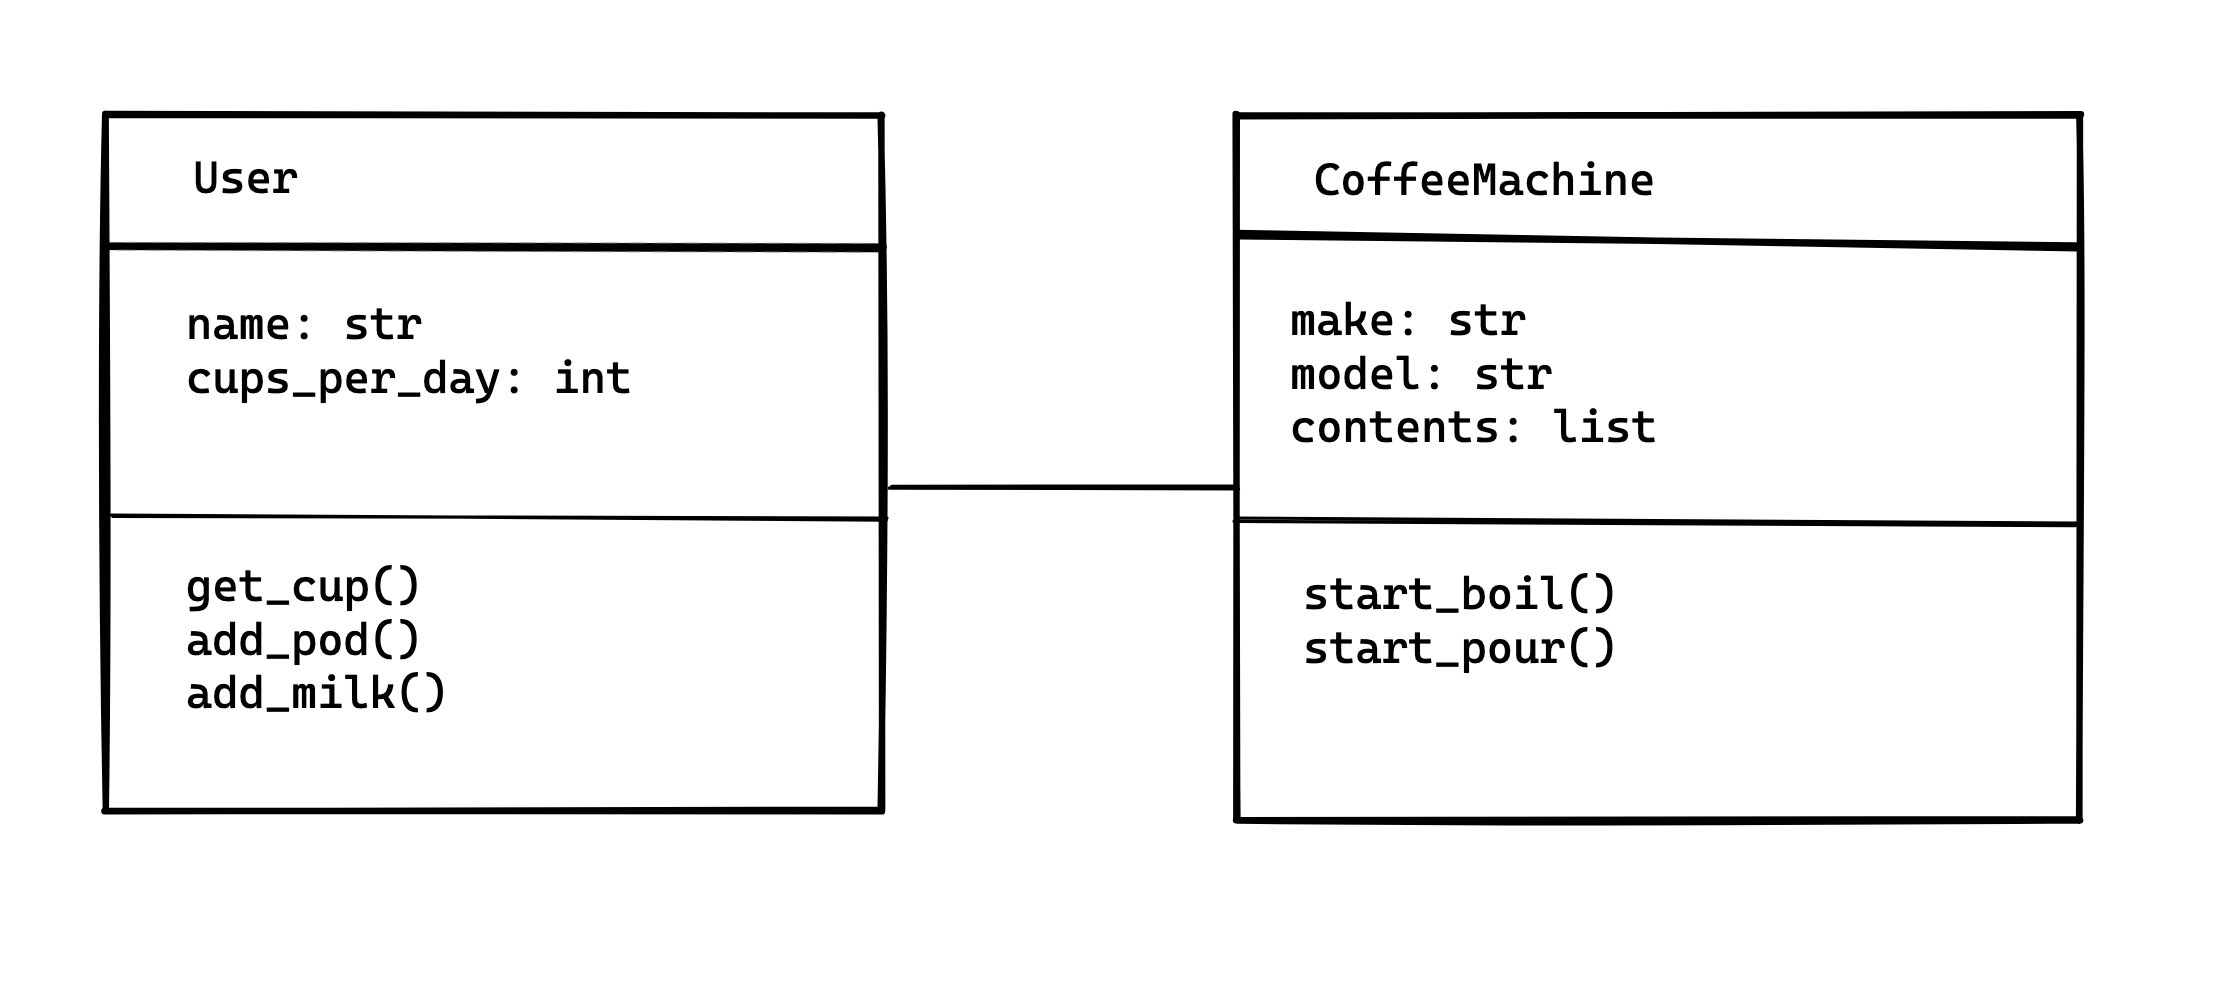 User
name: str
cups_per_day: int
get_cup()
add_pod()
add_milk()
CoffeeMachine
make: str
model: str
contents: list
start_boil()
start_pour()